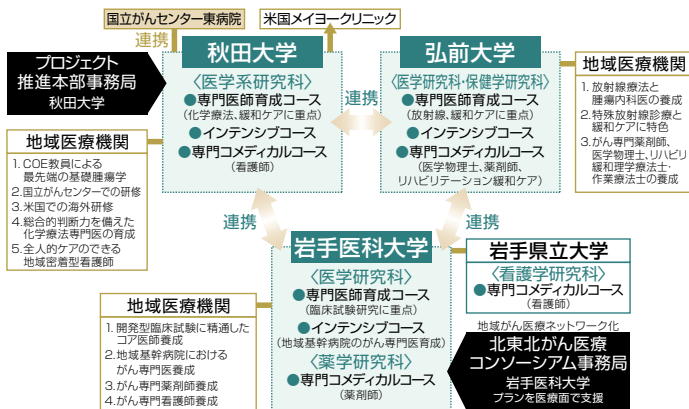 国立がんセンター東病院
米国メイヨークリニック
連携
プロジェクト
推進本部事務局
秋田大学
秋田大学
〈医学系研究科〉
●専門医師育成コース
(化学療法、緩和ケアに重点)
●インテンシブコース
●専門コメディカルコース
(看護師)
連携
弘前大学
〈医学研究科・保健学研究科〉
●専門医師育成コース
(放射線、緩和ケアに重点)
●インテンシブコース
●専門コメディカルコース
(医学物理士、薬剤師、
リハビリテーション緩和ケア)
地域医療機関
1. 放射線療法と
腫瘍内科医の養成
2.特殊放射線診療と
緩和ケアに特色
3.がん専門薬剤師、
医学物理士、リハビリ
緩和理学療法士・
作業療法士の養成
地域医療機関
1. COE教員による
最先端の基礎腫瘍学
2.国立がんセンターでの研修
3.米国での海外研修
4.総合的判断力を備えた
化学療法専門医の育成
5.全人的ケアのできる
地域密着型看護師
連携
連携
岩手医科大学
〈医学研究科〉
●専門医師育成コース
(臨床試験研究に重点)
●インテンシブコース
(地域基幹病院のがん専門医育成)
〈薬学研究科〉
●専門コメディカルコース
(薬剤師)
岩手県立大学
〈看護学研究科〉
●専門コメディカルコース
(看護師)
地域医療機関
1. 開発型臨床試験に精通した
コア医師養成
2.地域基幹病院における
がん専門医養成
3.がん専門薬剤師養成
4.がん専門看護師養成
地域がん医療ネットワーク化
北東北がん医療
コンソーシアム事務局
岩手医科大学
プランを医療面で支援